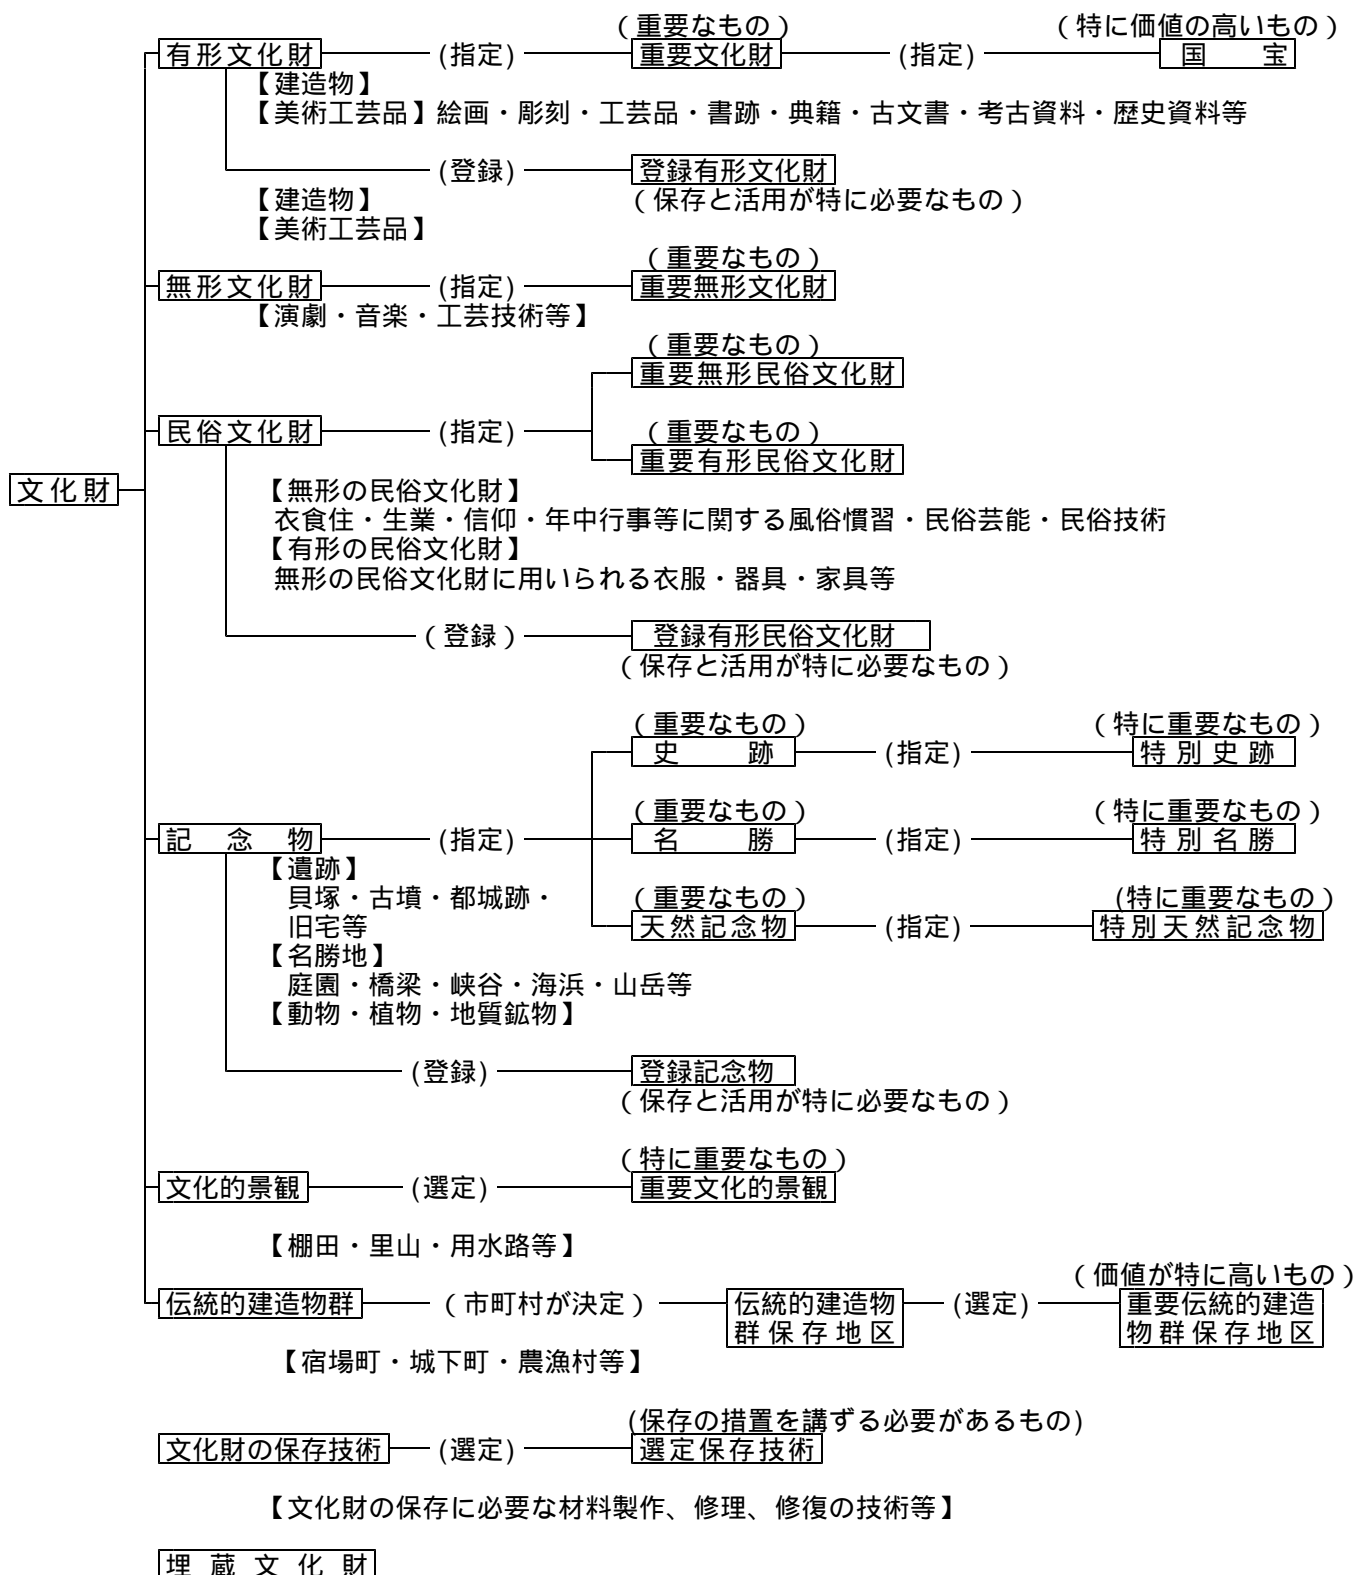 （重要なもの） （特に価値の高いもの）
有形文化財 (指定) 重要文化財 (指定) 国宝
【建造物】
【美術工芸品】絵画・彫刻・工芸品・書跡・典籍・古文書・考古資料・歴史資料等
(登録) 登録有形文化財
【建造物】 （保存と活用が特に必要なもの）
【美術工芸品】
（重要なもの）
無形文化財 (指定) 重要無形文化財
【演劇・音楽・工芸技術等】
（重要なもの）
重要無形民俗文化財
民俗文化財 (指定) （重要なもの）
重要有形民俗文化財
文化財 【無形の民俗文化財】
衣食住・生業・信仰・年中行事等に関する風俗慣習・民俗芸能・民俗技術
【有形の民俗文化財】
無形の民俗文化財に用いられる衣服・器具・家具等
（登録） 登録有形民俗文化財
（保存と活用が特に必要なもの）
（重要なもの） （特に重要なもの）
史跡 (指定) 特別史跡
（重要なもの） （特に重要なもの）
記念物 (指定) 名勝 (指定) 特別名勝
【遺跡】
貝塚・古墳・都城跡・ （重要なもの） (特に重要なもの）
旧宅等 天然記念物 (指定) 特別天然記念物
【名勝地】
庭園・橋梁・峡谷・海浜・山岳等
【動物・植物・地質鉱物】
(登録) 登録記念物
（保存と活用が特に必要なもの）
（特に重要なもの）
文化的景観 (選定) 重要文化的景観
【棚田・里山・用水路等】
（価値が特に高いもの）
伝統的建造物群 （市町村が決定） 伝統的建造物 (選定) 重要伝統的建造
群保存地区 物群保存地区
【宿場町・城下町・農漁村等】
(保存の措置を講ずる必要があるもの)
文化財の保存技術 (選定) 選定保存技術
【文化財の保存に必要な材料製作、修理、修復の技術等】
埋蔵文化財